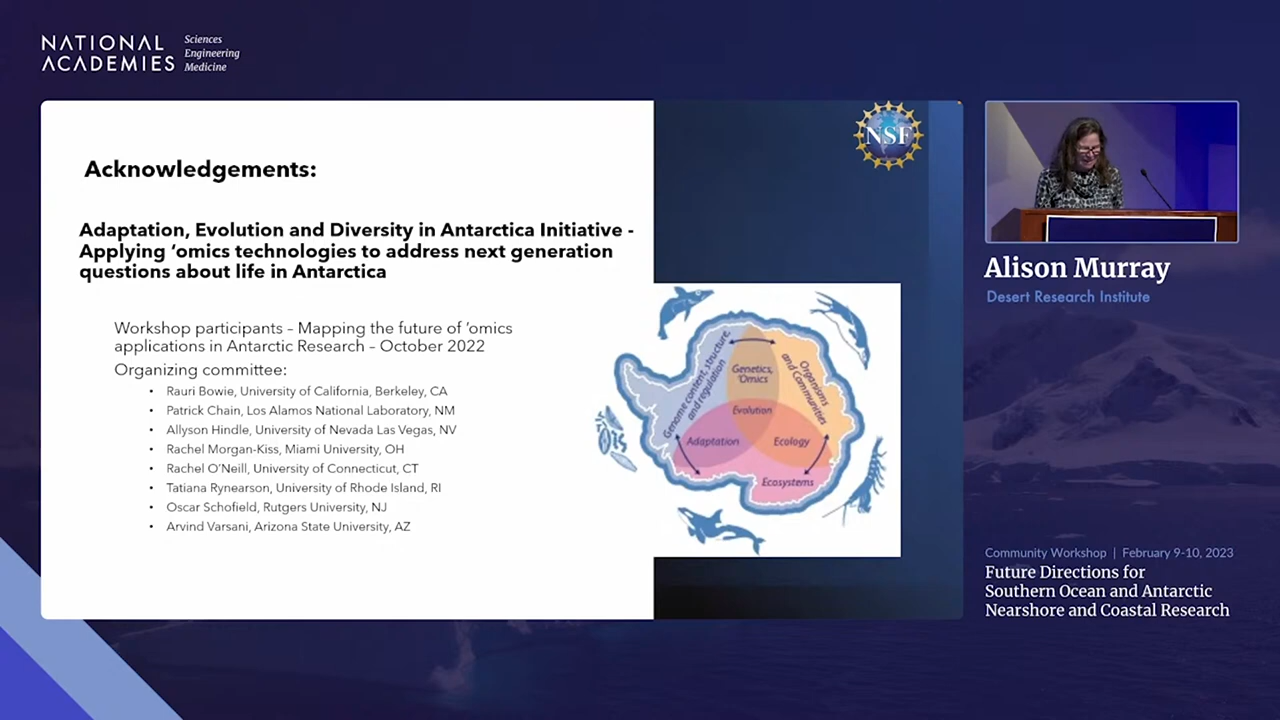 NATIONAL
ACADEMIES
Sciences
Engineering
Medicine
NSF
Acknowledgements:
Adaptation, Evolution and Diversity in Antarctica Initiative -
Applying ‘omics technologies to address next generation
questions about life in Antarctica
Workshop participants – Mapping the future of ‘omics
applications in Antarctic Research – October 2022
Organizing committee:
• Rauri Bowie, University of California, Berkeley, CA
• Patrick Chain, Los Alamos National Laboratory, NM
• Allyson Hindle, University of Nevada Las Vegas, NV
• Rachel Morgan-Kiss, Miami University, OH
• Rachel O’Neill, University of Connecticut, CT
• Tatiana Rynearson, University of Rhode Island, RI
• Oscar Schofield, Rutgers University, NJ
• Arvind Varsani, Arizona State University, AZ
Genome content, structure,
and regulation
Genetics,
‘Omics
Organisms
and Communities
Evolution
Adaptation
Ecology
Ecosystems
Alison Murray
Desert Research Institute
Community Workshop | February 9-10, 2023
Future Directions for
Southern Ocean and Antarctic
Nearshore and Coastal Research